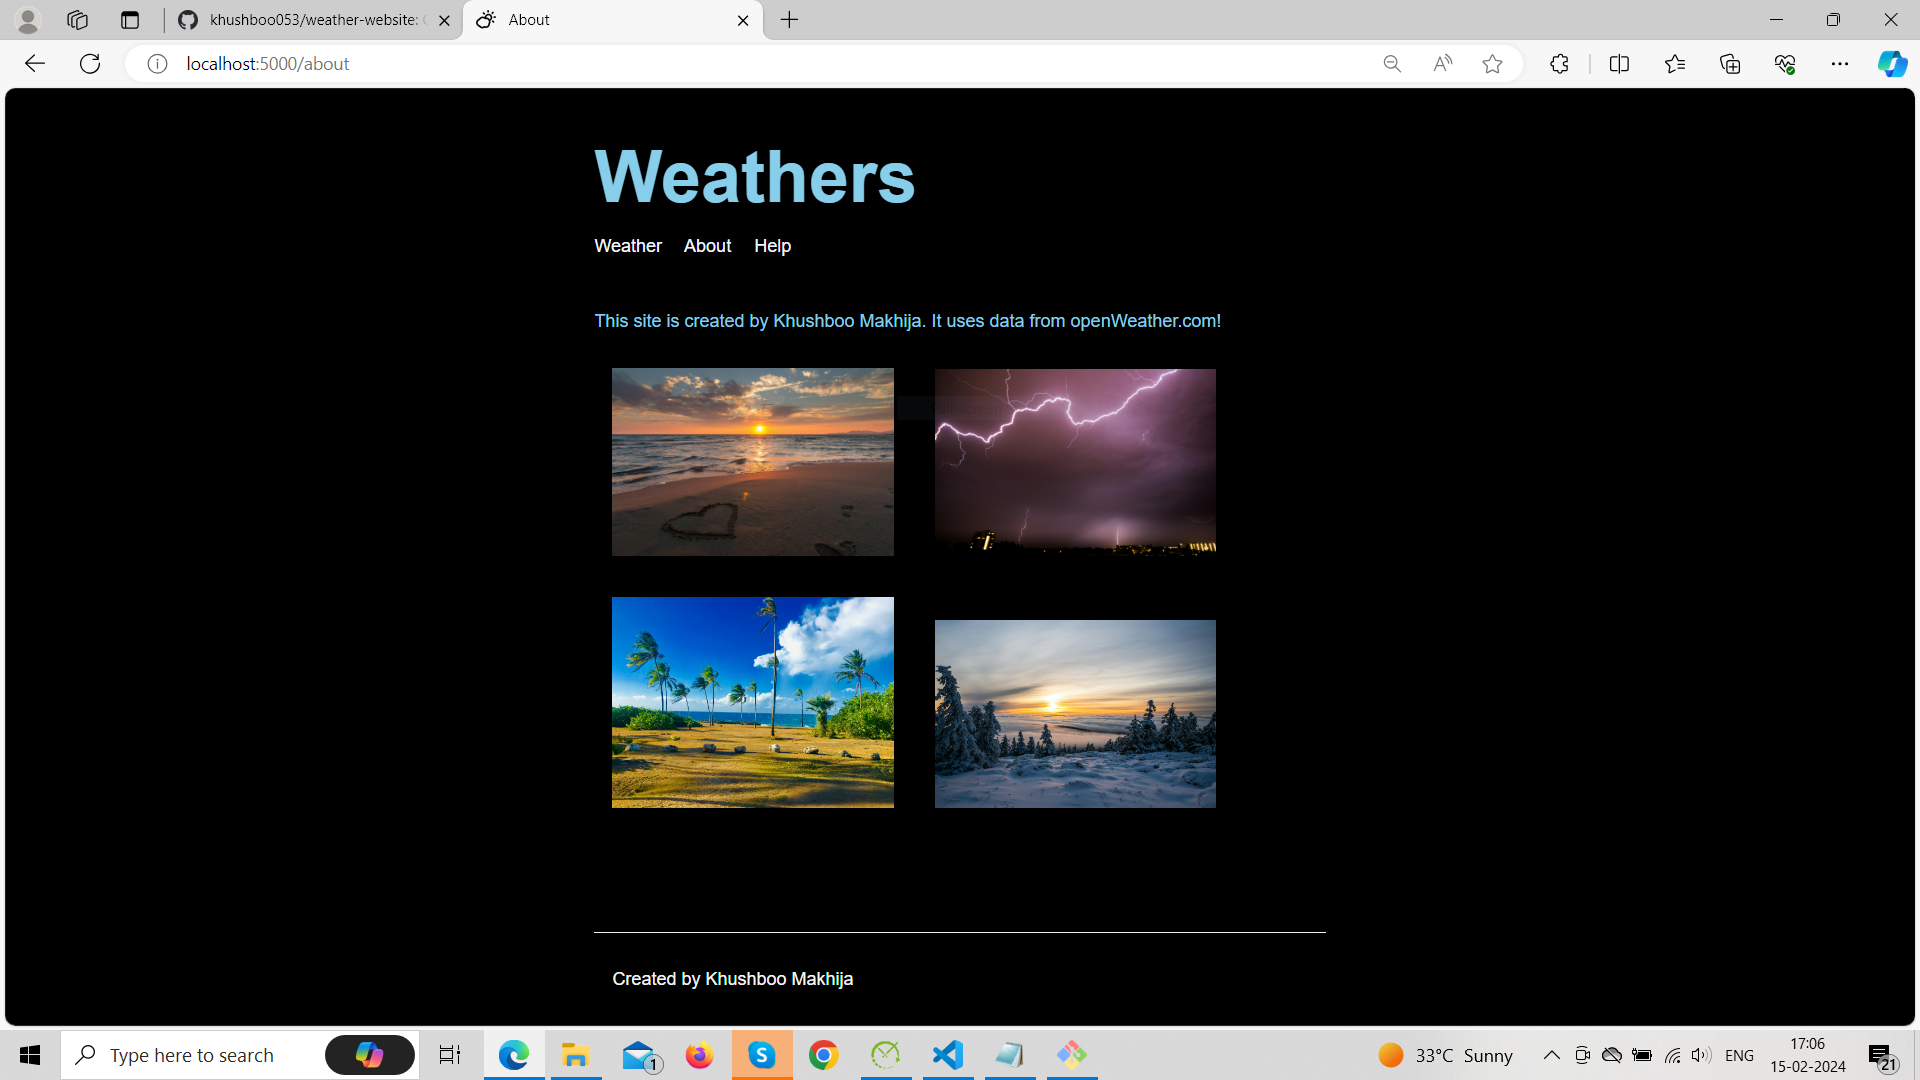 khushboo053/weather-website:
About
localhost:5000/about
Weathers
Weather About Help
This site is created by Khushboo Makhija. It uses data from openWeather.com!
Created by Khushboo Makhija
Type here to search
1
33°C Sunny
ENG
17:06
15-02-2024
21